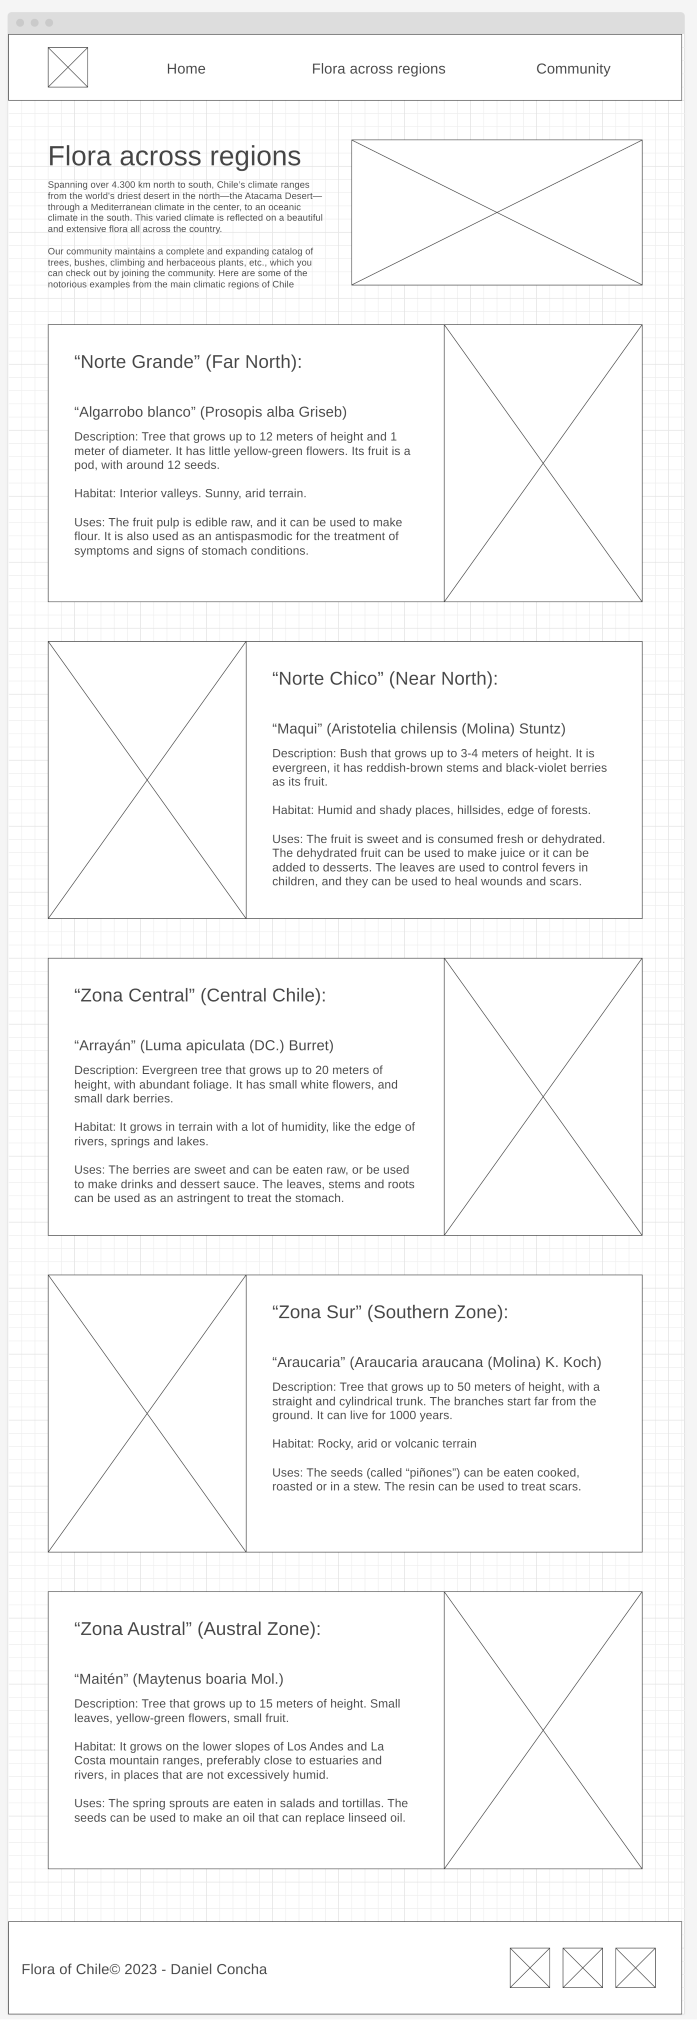 Home
Flora across regions
Community
Flora across regions
Spanning over 4.300 km north to south, Chile's climate ranges
from the world's driest desert in the north—the Atacama Desert—
through a Mediterranean climate in the center, to an oceanic
climate in the south. This varied climate is reflected on a beautiful
and extensive flora all across the country.
Our community maintains a complete and expanding catalog of
trees, bushes, climbing and herbaceous plants, etc., which you
can check out by joining the community. Here are some of the
notorious examples from the main climatic regions of Chile
“Norte Grande” (Far North):
“Algarrobo blanco” (Prosopis alba Griseb)
Description: Tree that grows up to 12 meters of height and 1
meter of diameter. It has little yellow-green flowers. Its fruit is a
pod, with around 12 seeds.
Habitat: Interior valleys. Sunny, arid terrain.
Uses: The fruit pulp is edible raw, and it can be used to make
flour. It is also used as an antispasmodic for the treatment of
symptoms and signs of stomach conditions.
“Norte Chico” (Near North):
“Maqui” (Aristotelia chilensis (Molina) Stuntz)
Description: Bush that grows up to 3-4 meters of height. It is
evergreen, it has reddish-brown stems and black-violet berries
as its fruit.
Habitat: Humid and shady places, hillsides, edge of forests.
Uses: The fruit is sweet and is consumed fresh or dehydrated.
The dehydrated fruit can be used to make juice or it can be
added to desserts. The leaves are used to control fevers in
children, and they can be used to heal wounds and scars.
“Zona Central” (Central Chile):
“Arrayán” (Luma apiculata (DC.) Burret)
Description: Evergreen tree that grows up to 20 meters of
height, with abundant foliage. It has small white flowers, and
small dark berries.
Habitat: It grows in terrain with a lot of humidity, like the edge of
rivers, springs and lakes.
Uses: The berries are sweet and can be eaten raw, or be used
to make drinks and dessert sauce. The leaves, stems and roots
can be used as an astringent to treat the stomach.
“Zona Sur” (Southern Zone):
“Araucaria” (Araucaria araucana (Molina) K. Koch)
Description: Tree that grows up to 50 meters of height, with a
straight and cylindrical trunk. The branches start far from the
ground. It can live for 1000 years.
Habitat: Rocky, arid or volcanic terrain
Uses: The seeds (called “piñones”) can be eaten cooked,
roasted or in a stew. The resin can be used to treat scars.
“Zona Austral” (Austral Zone):
“Maitén” (Maytenus boaria Mol.)
Description: Tree that grows up to 15 meters of height. Small
leaves, yellow-green flowers, small fruit.
Habitat: It grows on the lower slopes of Los Andes and La
Costa mountain ranges, preferably close to estuaries and
rivers, in places that are not excessively humid.
Uses: The spring sprouts are eaten in salads and tortillas. The
seeds can be used to make an oil that can replace linseed oil.
Flora of Chile© 2023 - Daniel Concha